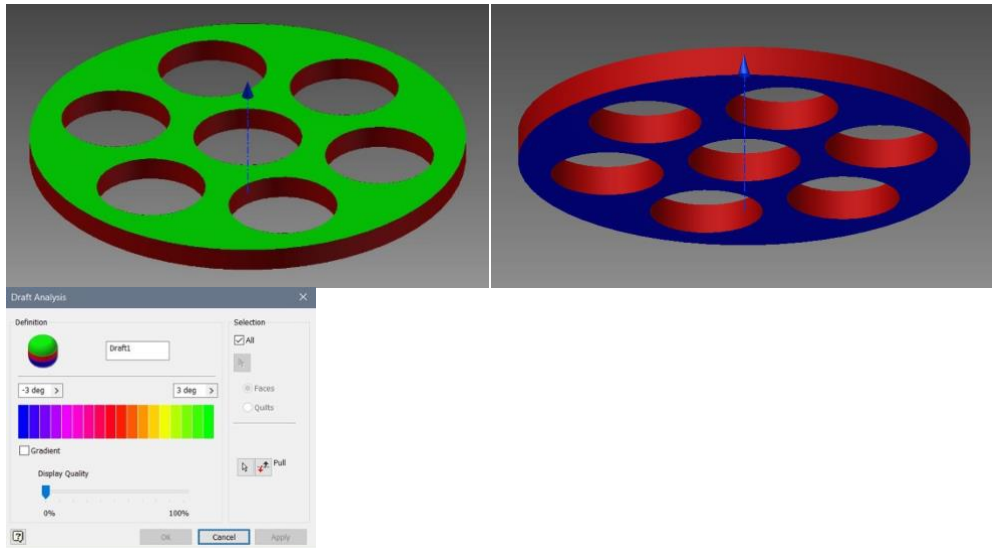 Draft Analysis
Definition
Selection
Draft1
All
-3 deg >
3 deg >
Faces
Quilts
Gradient
Pull
Display Quality
0%
100%
?
OK
Cancel
Apply